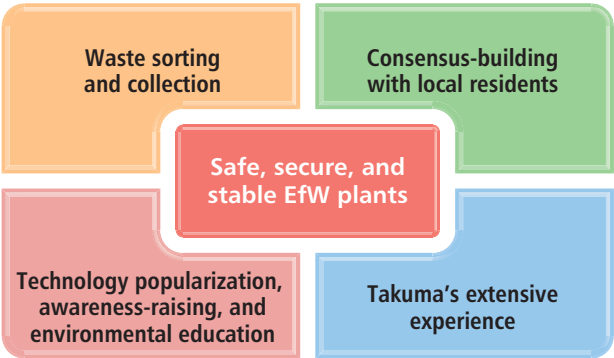 Waste sorting
and collection
Consensus-building
with local residents
Safe, secure, and
stable EfW plants
Technology popularization,
awareness-raising, and
environmental education
Takuma's extensive
experience